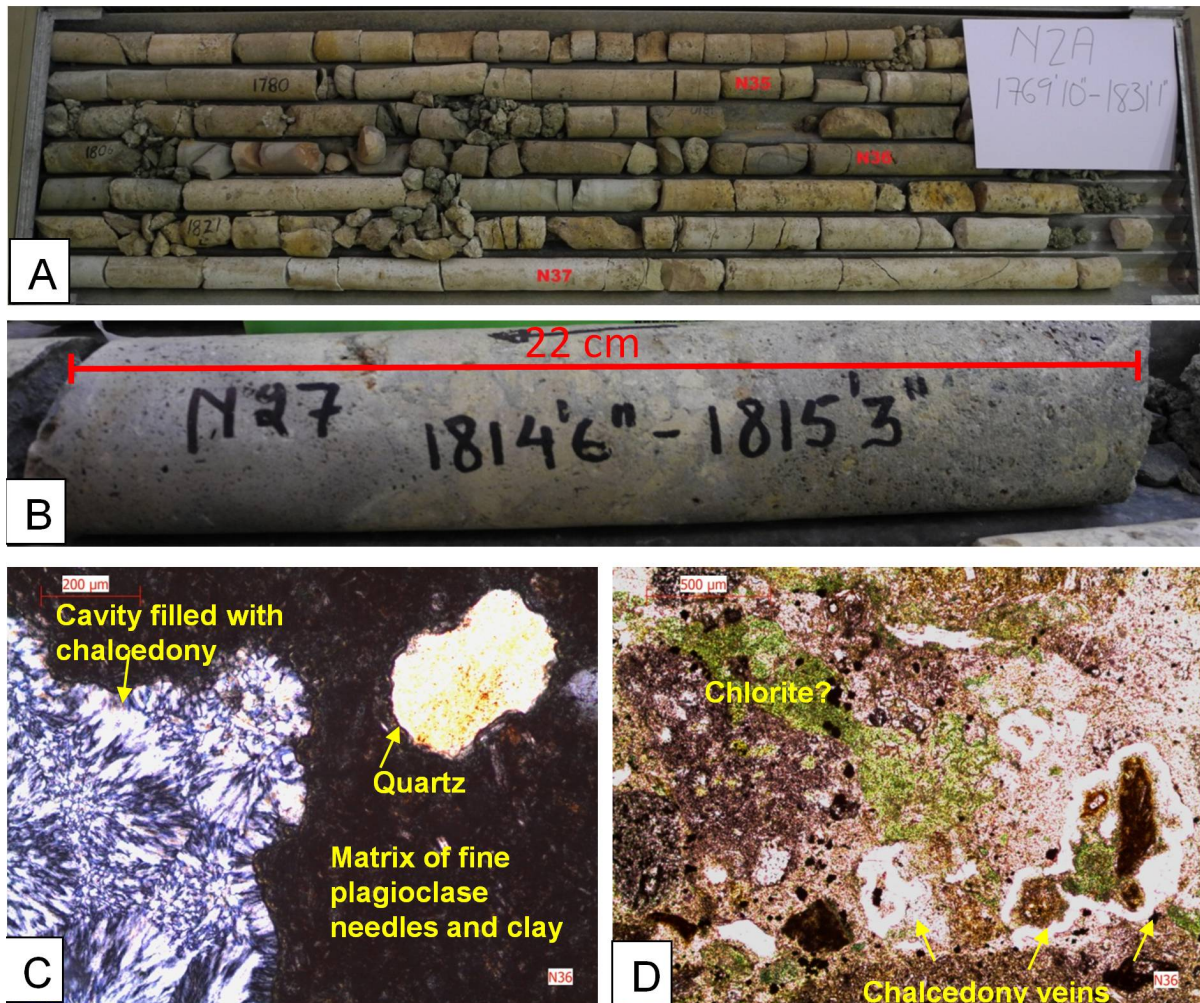 N2A
1769'10"-1831'1"
1780
N35
1806
N36
1821
N37
A
22 cm
N27
1814'6" - 1815'3"
B
200 µm
Cavity filled with
chalcedony
Quartz
Matrix of fine
plagioclase
needles and clay
N36
C
500 µm
Chlorite?
Chalcedony veins
N36
D